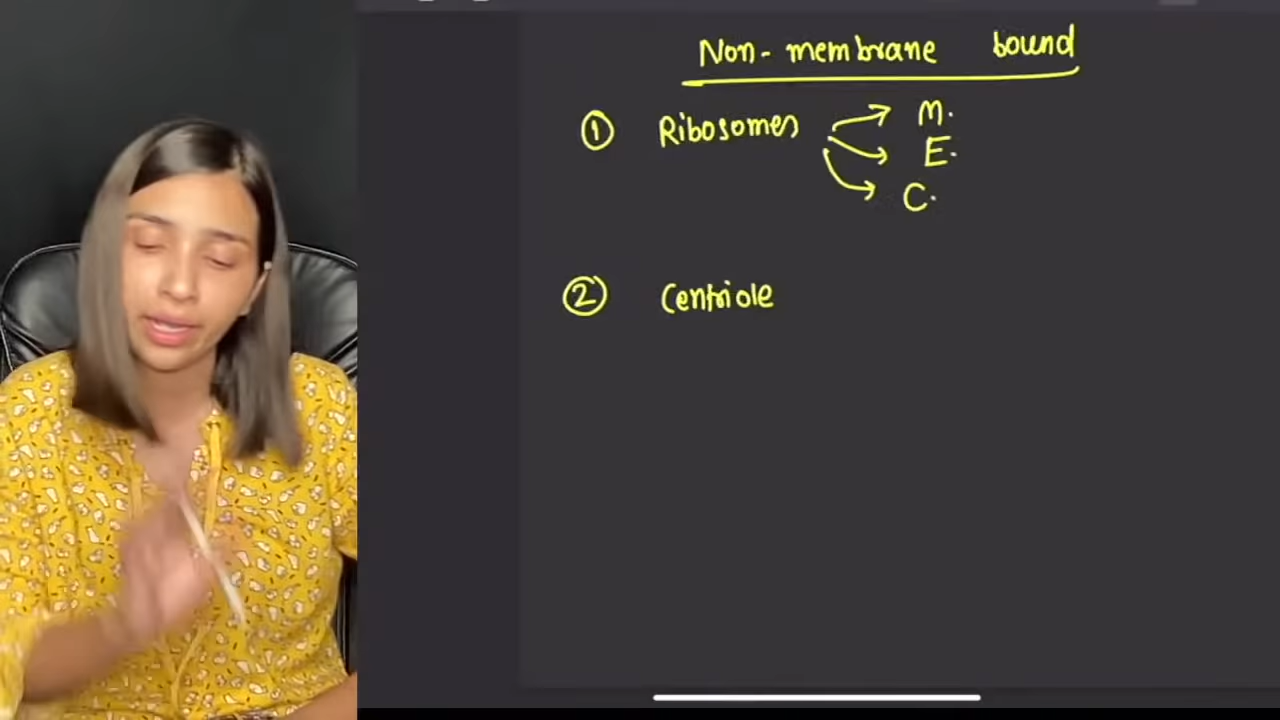 Non-membrane bound
① Ribosomes → M.
→ E.
→ C.
② Centriole